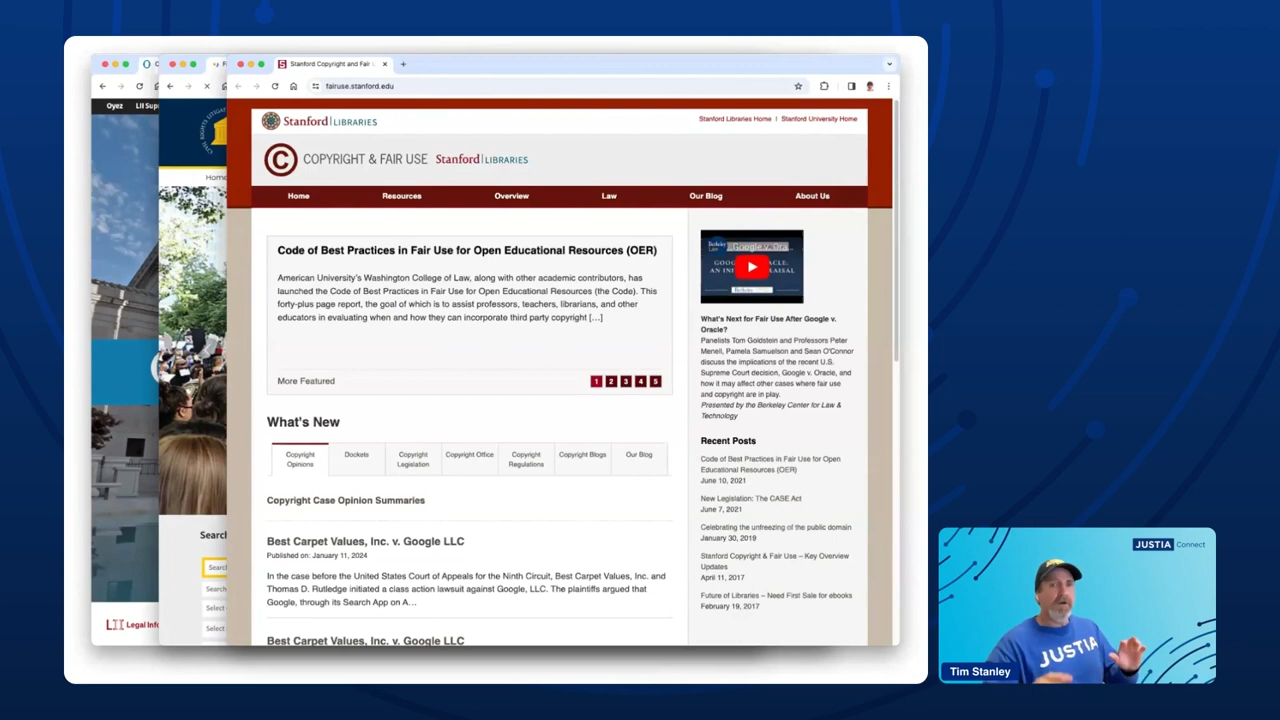 Stanford Copyright and Fair U
fairuse.stanford.edu
Oyez
LII Sup
Home
Search
Search
Search
Select
Select
Legal Info
Stanford LIBRARIES
Stanford Libraries Home | Stanford University Home
© COPYRIGHT & FAIR USE Stanford LIBRARIES
Home Resources Overview Law Our Blog About Us
Code of Best Practices in Fair Use for Open Educational Resources (OER)
American University's Washington College of Law, along with other academic contributors, has
launched the Code of Best Practices in Fair Use for Open Educational Resources (the Code). This
forty-plus page report, the goal of which is to assist professors, teachers, librarians, and other
educators in evaluating when and how they can incorporate third party copyright […]
More Featured
1 2 3 4 5
What's New
Copyright Opinions
Dockets
Copyright Legislation
Copyright Office
Copyright Regulations
Copyright Blogs
Our Blog
Copyright Case Opinion Summaries
Best Carpet Values, Inc. v. Google LLC
Published on: January 11, 2024
In the case before the United States Court of Appeals for the Ninth Circuit, Best Carpet Values, Inc. and
Thomas D. Rutledge initiated a class action lawsuit against Google, LLC. The plaintiffs argued that
Google, through its Search App on A…
Best Carpet Values, Inc. v. Google LLC
What's Next for Fair Use After Google v.
Oracle?
Panelists Tom Goldstein and Professors Peter
Menell, Pamela Samuelson and Sean O'Connor
discuss the implications of the recent U.S.
Supreme Court decision, Google v. Oracle, and
how it may affect other cases where fair use
and copyright are in play.
Presented by the Berkeley Center for Law &
Technology
Recent Posts
Code of Best Practices in Fair Use for Open
Educational Resources (OER)
June 10, 2021
New Legislation: The CASE Act
June 7, 2021
Celebrating the unfreezing of the public domain
January 30, 2019
Stanford Copyright & Fair Use – Key Overview
Updates
April 11, 2017
Future of Libraries – Need First Sale for ebooks
February 19, 2017
JUSTIA Connect
JUSTIA
Tim Stanley